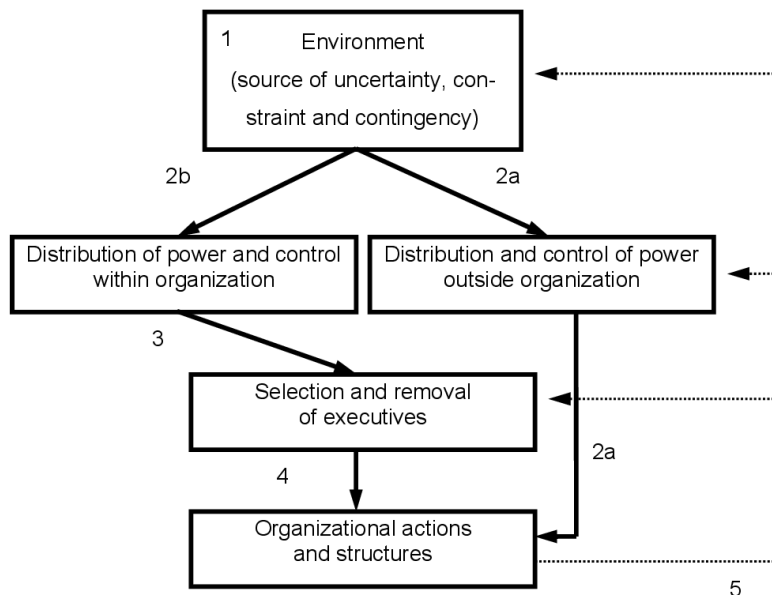 1
Environment
(source of uncertainty, con-
straint and contingency)
2b
2a
Distribution of power and control
within organization
Distribution and control of power
outside organization
3
Selection and removal
of executives
4
2a
Organizational actions
and structures
5